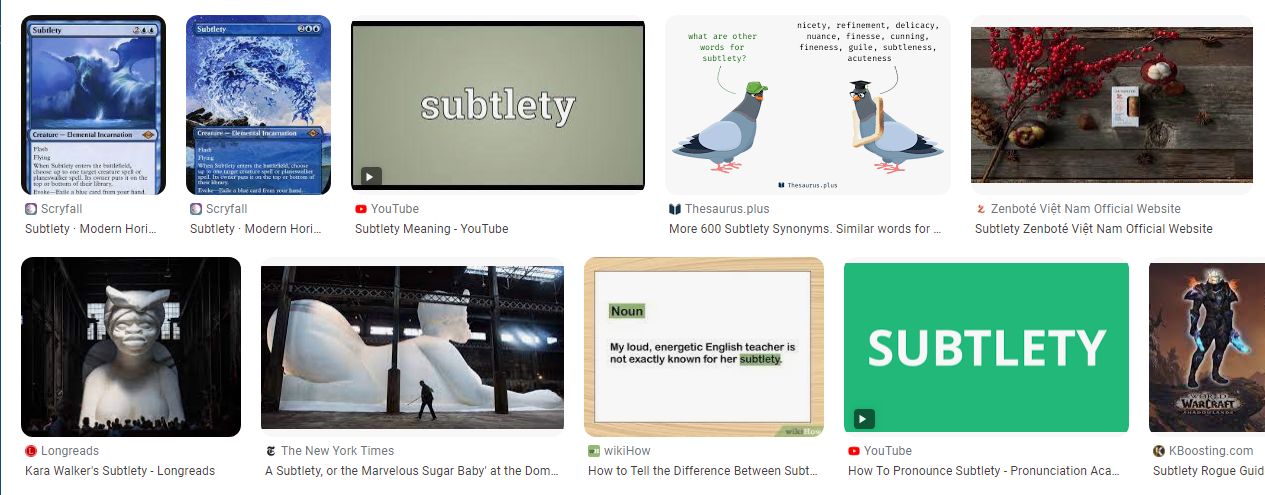 Subtlety 2UU
Creature — Elemental Incarnation
Flash
Flying
When Subtlety enters the battlefield, choose up to one target creature spell or planeswalker spell. Its owner puts it on the top or bottom of their library.
Evoke—Exile a blue card from your hand.
Subtlety 2UU
Creature — Elemental Incarnation
Flash
Flying
When Subtlety enters the battlefield, choose up to one target creature spell or planeswalker spell. Its owner puts it on the top or bottom of their library.
Evoke—Exile a blue card from your hand.
subtlety
what are other
words for
subtlety?
nicety, refinement, delicacy,
nuance, finesse, cunning,
fineness, guile, subtleness,
acuteness
Thesaurus.plus
Scryfall
Subtlety · Modern Hori...
Scryfall
Subtlety · Modern Hori...
YouTube
Subtlety Meaning - YouTube
Thesaurus.plus
More 600 Subtlety Synonyms. Similar words for ...
Zenboté Việt Nam Official Website
Subtlety Zenboté Việt Nam Official Website
Noun
My loud, energetic English teacher is
not exactly known for her subtlety.
wikiHow
SUBTLETY
WORLD
WARCRAFT
SHADOWLANDS
Longreads
Kara Walker's Subtlety - Longreads
The New York Times
A Subtlety, or the Marvelous Sugar Baby' at the Dom...
wikiHow
How to Tell the Difference Between Subt...
YouTube
How To Pronounce Subtlety - Pronunciation Aca...
KBoosting.com
Subtlety Rogue Guid